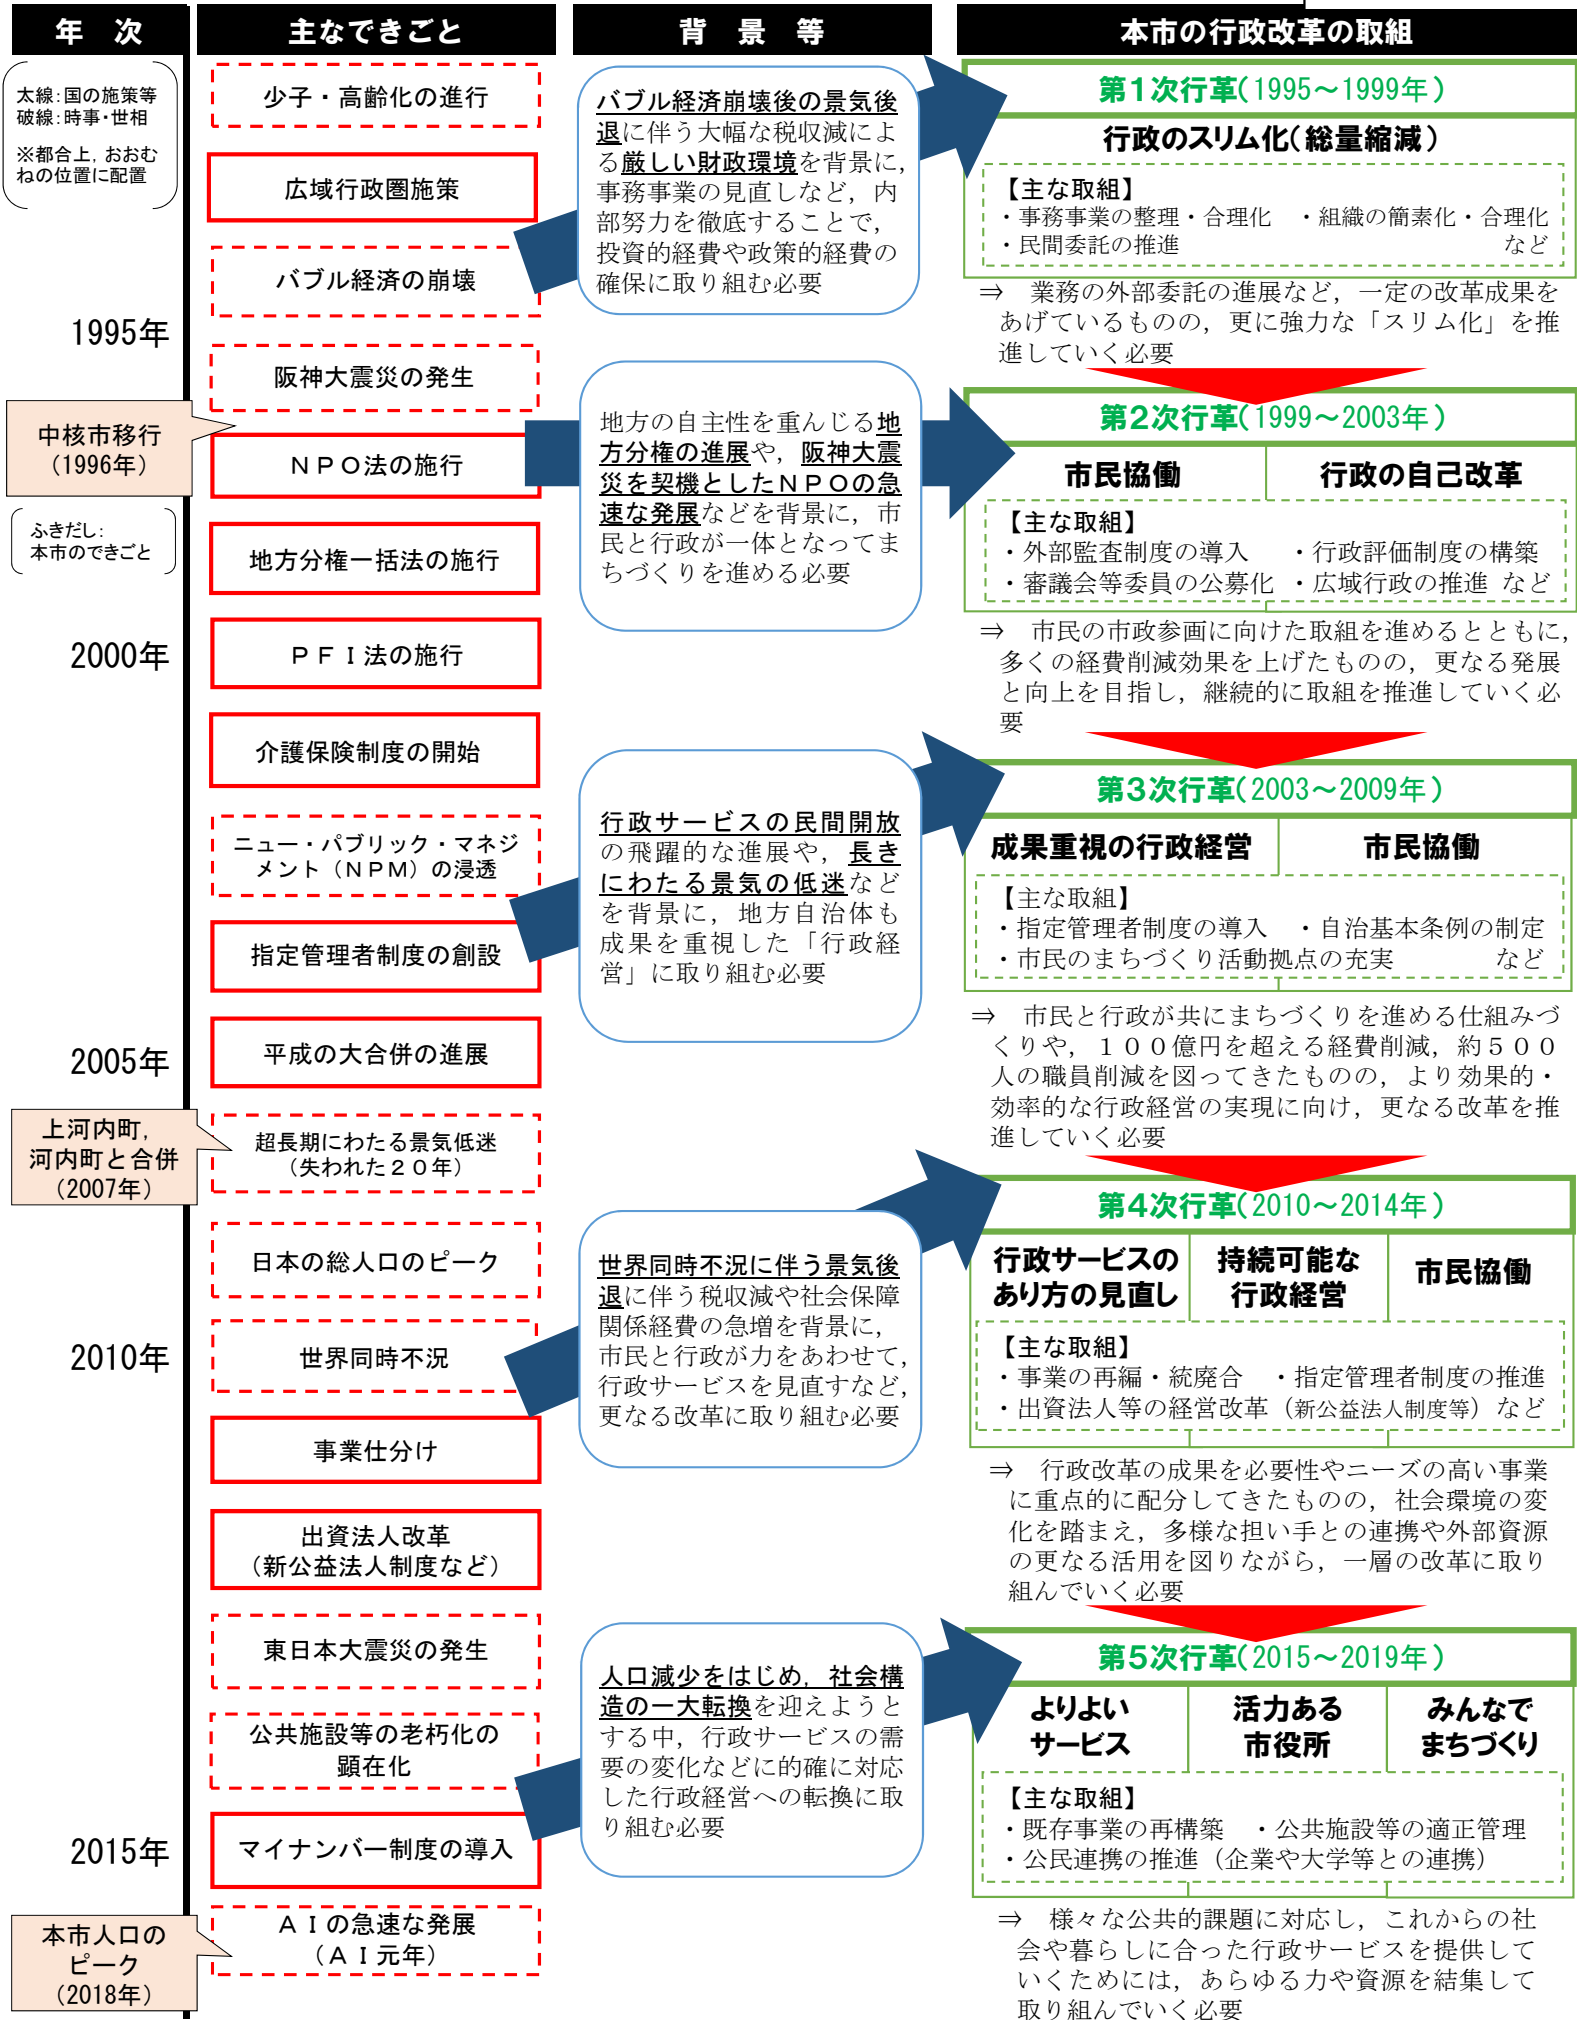 年 次
主なできごと
背 景 等
本市の行政改革の取組
太線：国の施策等
破線：時事・世相
※都合上，おおむ
ねの位置に配置
1995年
中核市移行
（1996年）
ふきだし：
本市のできごと
2000年
2005年
上河内町，
河内町と合併
（2007年）
2010年
2015年
本市人口の
ピーク
（2018年）
少子・高齢化の進行
広域行政圏施策
バブル経済の崩壊
阪神大震災の発生
ＮＰＯ法の施行
地方分権一括法の施行
ＰＦＩ法の施行
介護保険制度の開始
ニュー・パブリック・マネジ
メント（ＮＰＭ）の浸透
指定管理者制度の創設
平成の大合併の進展
超長期にわたる景気低迷
（失われた２０年）
日本の総人口のピーク
世界同時不況
事業仕分け
出資法人改革
（新公益法人制度など）
東日本大震災の発生
公共施設等の老朽化の
顕在化
マイナンバー制度の導入
ＡＩの急速な発展
（ＡＩ元年）
バブル経済崩壊後の景気後
退に伴う大幅な税収減によ
る厳しい財政環境を背景に，
事務事業の見直しなど，内
部努力を徹底することで，
投資的経費や政策的経費の
確保に取り組む必要
地方の自主性を重んじる地
方分権の進展や，阪神大震
災を契機としたＮＰＯの急
速な発展などを背景に，市
民と行政が一体となってま
ちづくりを進める必要
行政サービスの民間開放
の飛躍的な進展や，長き
にわたる景気の低迷など
を背景に，地方自治体も
成果を重視した「行政経
営」に取り組む必要
世界同時不況に伴う景気後
退に伴う税収減や社会保障
関係経費の急増を背景に，
市民と行政が力をあわせて，
行政サービスを見直すなど，
更なる改革に取り組む必要
人口減少をはじめ，社会構
造の一大転換を迎えようと
する中，行政サービスの需
要の変化などに的確に対応
した行政経営への転換に取
り組む必要
第１次行革（1995～1999年）
行政のスリム化（総量縮減）
【主な取組】
・事務事業の整理・合理化 ・組織の簡素化・合理化
・民間委託の推進 など
⇒ 業務の外部委託の進展など，一定の改革成果を
あげているものの，更に強力な「スリム化」を推
進していく必要
第２次行革（1999～2003年）
市民協働 行政の自己改革
【主な取組】
・外部監査制度の導入 ・行政評価制度の構築
・審議会等委員の公募化 ・広域行政の推進 など
⇒ 市民の市政参画に向けた取組を進めるとともに，
多くの経費削減効果を上げたものの，更なる発展
と向上を目指し，継続的に取組を推進していく必
要
第３次行革（2003～2009年）
成果重視の行政経営 市民協働
【主な取組】
・指定管理者制度の導入 ・自治基本条例の制定
・市民のまちづくり活動拠点の充実 など
⇒ 市民と行政が共にまちづくりを進める仕組みづ
くりや，１００億円を超える経費削減，約５００
人の職員削減を図ってきたものの，より効果的・
効率的な行政経営の実現に向け，更なる改革を推
進していく必要
第４次行革（2010～2014年）
行政サービスの
あり方の見直し
持続可能な
行政経営
市民協働
【主な取組】
・事業の再編・統廃合 ・指定管理者制度の推進
・出資法人等の経営改革（新公益法人制度等）など
⇒ 行政改革の成果を必要性やニーズの高い事業
に重点的に配分してきたものの，社会環境の変
化を踏まえ，多様な担い手との連携や外部資源
の更なる活用を図りながら，一層の改革に取り
組んでいく必要
第５次行革（2015～2019年）
よりよい
サービス
活力ある
市役所
みんなで
まちづくり
【主な取組】
・既存事業の再構築 ・公共施設等の適正管理
・公民連携の推進（企業や大学等との連携）
⇒ 様々な公共的課題に対応し，これからの社
会や暮らしに合った行政サービスを提供して
いくためには，あらゆる力や資源を結集して
取り組んでいく必要